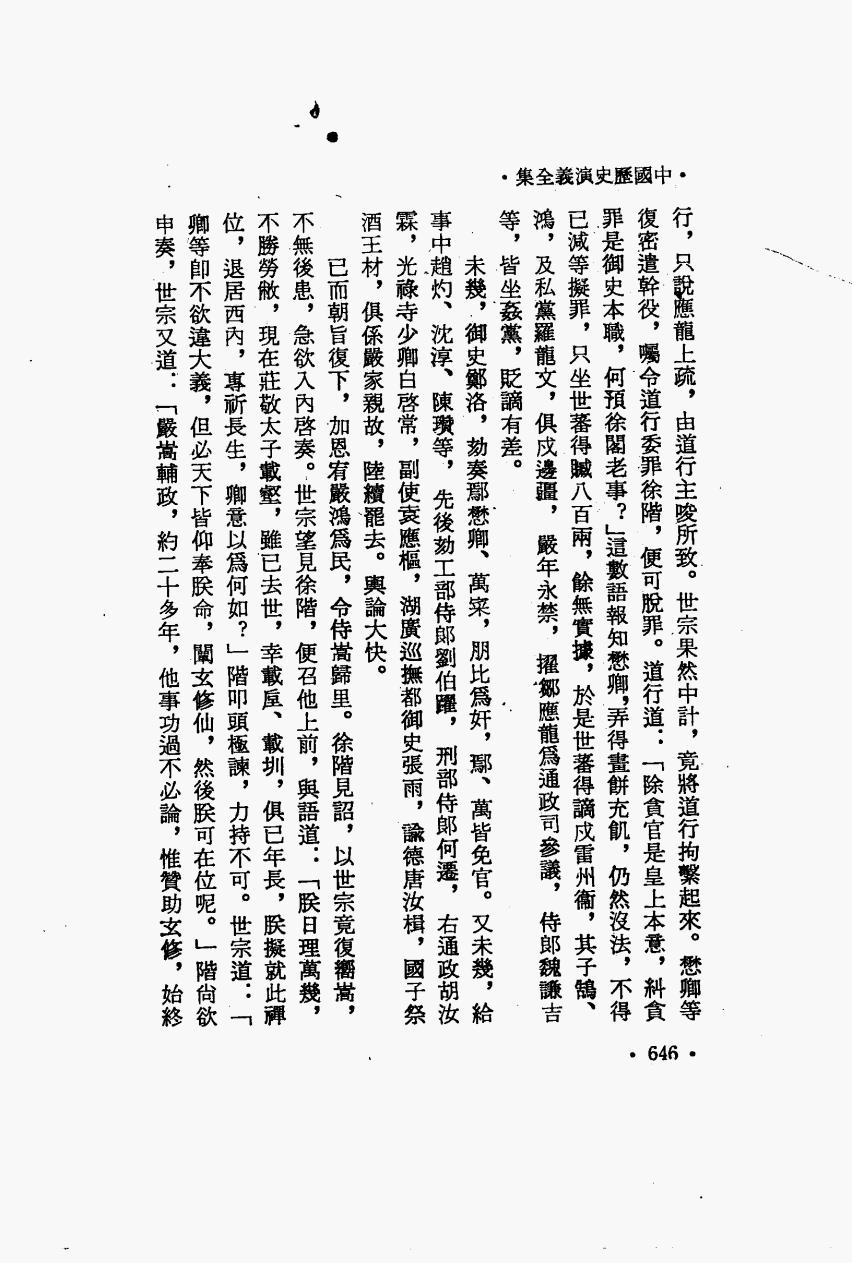 •中國歷史演義全集•
行，只說應龍上疏，由道行主唆所致。世宗果然中計，竟將道行拘繫起來。懋卿等
復密遣幹役，囑令道行委罪徐階，便可脫罪。道行道：「除貪官是皇上本意，糾貪
罪是御史本職，何預徐閣老事？」這數語報知懋卿，弄得畫餅充飢，仍然沒法，不得
已減等擬罪，只坐世蕃得贓八百兩，餘無實據，於是世蕃得謫戍雷州衞，其子鵠、
鴻，及私黨羅龍文，俱戍邊疆，嚴年永禁，擢鄒應龍爲通政司參議，侍郎魏謙吉
等，皆坐姦黨，貶謫有差。
未幾，御史鄭洛，劾奏鄢懋卿、萬寀，朋比爲奸，鄢、萬皆免官。又未幾，給
事中趙灼、沈淳、陳瓚等，先後劾工部侍郎劉伯躍，刑部侍郎何遷，右通政胡汝
霖，光祿寺少卿白啓常，副使袁應樞，湖廣巡撫都御史張雨，諭德唐汝楫，國子祭
酒王材，俱係嚴家親故，陸續罷去。輿論大快。
已而朝旨復下，加恩宥嚴鴻爲民，令侍嵩歸里。徐階見詔，以世宗竟復嚮嵩，
不無後患，急欲入內啓奏。世宗望見徐階，便召他上前，與語道：「朕日理萬幾，
不勝勞敝，現在莊敬太子載壑，雖已去世，幸載垕、載圳，俱已年長，朕擬就此禪
位，退居西內，專祈長生，卿意以爲何如？」階叩頭極諫，力持不可。世宗道：「
卿等卽不欲違大義，但必天下皆仰奉朕命，闡玄修仙，然後朕可在位呢。」階尙欲
申奏，世宗又道：「嚴嵩輔政，約二十多年，他事功過不必論，惟贊助玄修，始終
•646•